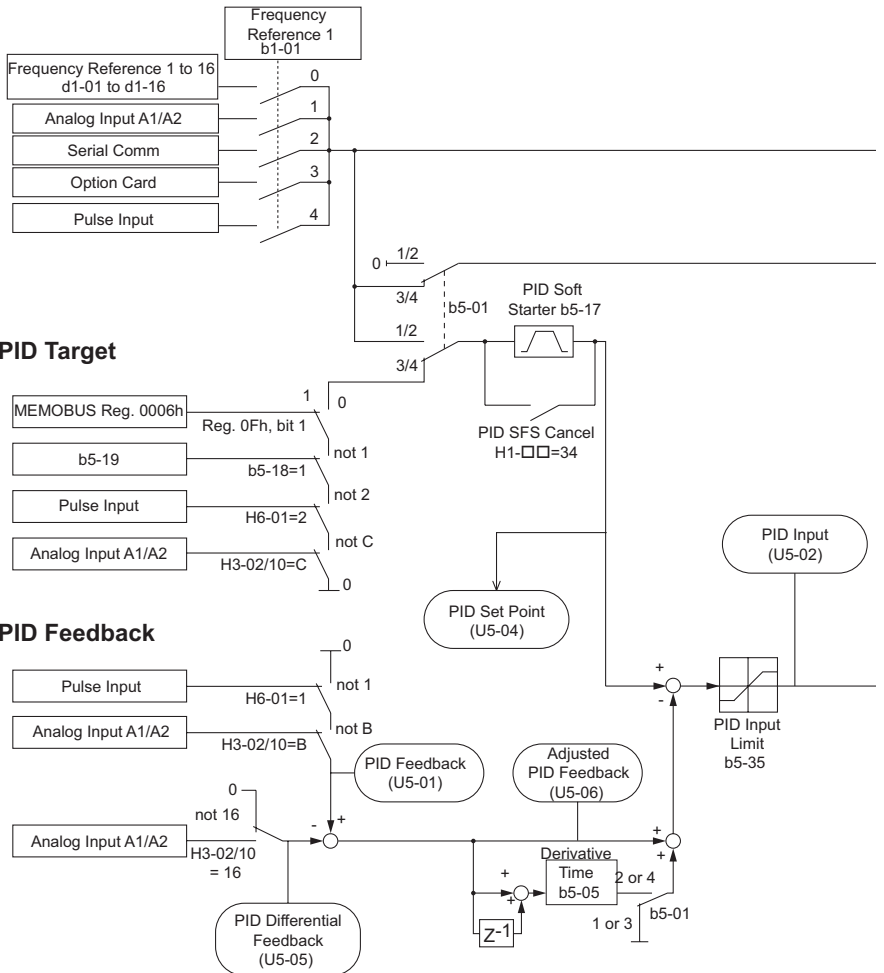 Frequency
Reference 1
b1-01
Frequency Reference 1 to 16
d1-01 to d1-16
0
Analog Input A1/A2
1
Serial Comm
2
Option Card
3
Pulse Input
4
0
1/2
3/4
b5-01
1/2
3/4
PID Soft
Starter b5-17
PID SFS Cancel
H1-□□=34
PID Target
MEMOBUS Reg. 0006h
1
0
Reg. 0Fh, bit 1
b5-19
not 1
b5-18=1
Pulse Input
not 2
H6-01=2
Analog Input A1/A2
not C
H3-02/10=C
0
PID Set Point
(U5-04)
PID Input
(U5-02)
+
-
PID Input
Limit
b5-35
PID Feedback
0
Pulse Input
not 1
H6-01=1
Analog Input A1/A2
not B
H3-02/10=B
PID Feedback
(U5-01)
Adjusted
PID Feedback
(U5-06)
0
not 16
Analog Input A1/A2
H3-02/10
= 16
-
+
+
+
PID Differential
Feedback
(U5-05)
+
+
Z-1
Derivative
Time
b5-05
2 or 4
1 or 3
b5-01